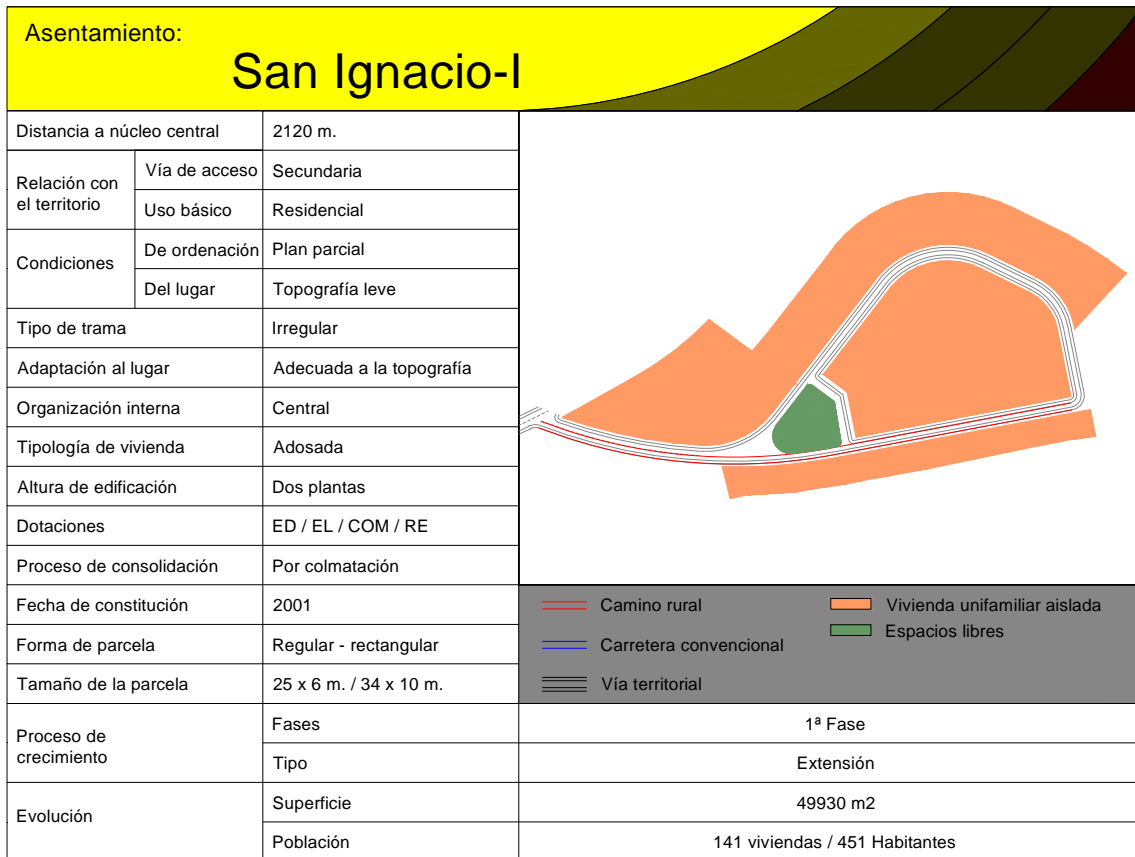 Asentamiento:
San Ignacio-I
Distancia a núcleo central 2120 m.
Relación con
el territorio
Vía de acceso Secundaria
Uso básico Residencial
Condiciones
De ordenación Plan parcial
Del lugar Topografía leve
Tipo de trama Irregular
Adaptación al lugar Adecuada a la topografía
Organización interna Central
Tipología de vivienda Adosada
Altura de edificación Dos plantas
Dotaciones ED / EL / COM / RE
Proceso de consolidación Por colmatación
Fecha de constitución 2001
Forma de parcela Regular - rectangular
Tamaño de la parcela 25 x 6 m. / 34 x 10 m.
Camino rural
Carretera convencional
Vía territorial
Vivienda unifamiliar aislada
Espacios libres
Proceso de
crecimiento
Fases 1ª Fase
Tipo Extensión
Evolución
Superficie 49930 m2
Población 141 viviendas / 451 Habitantes